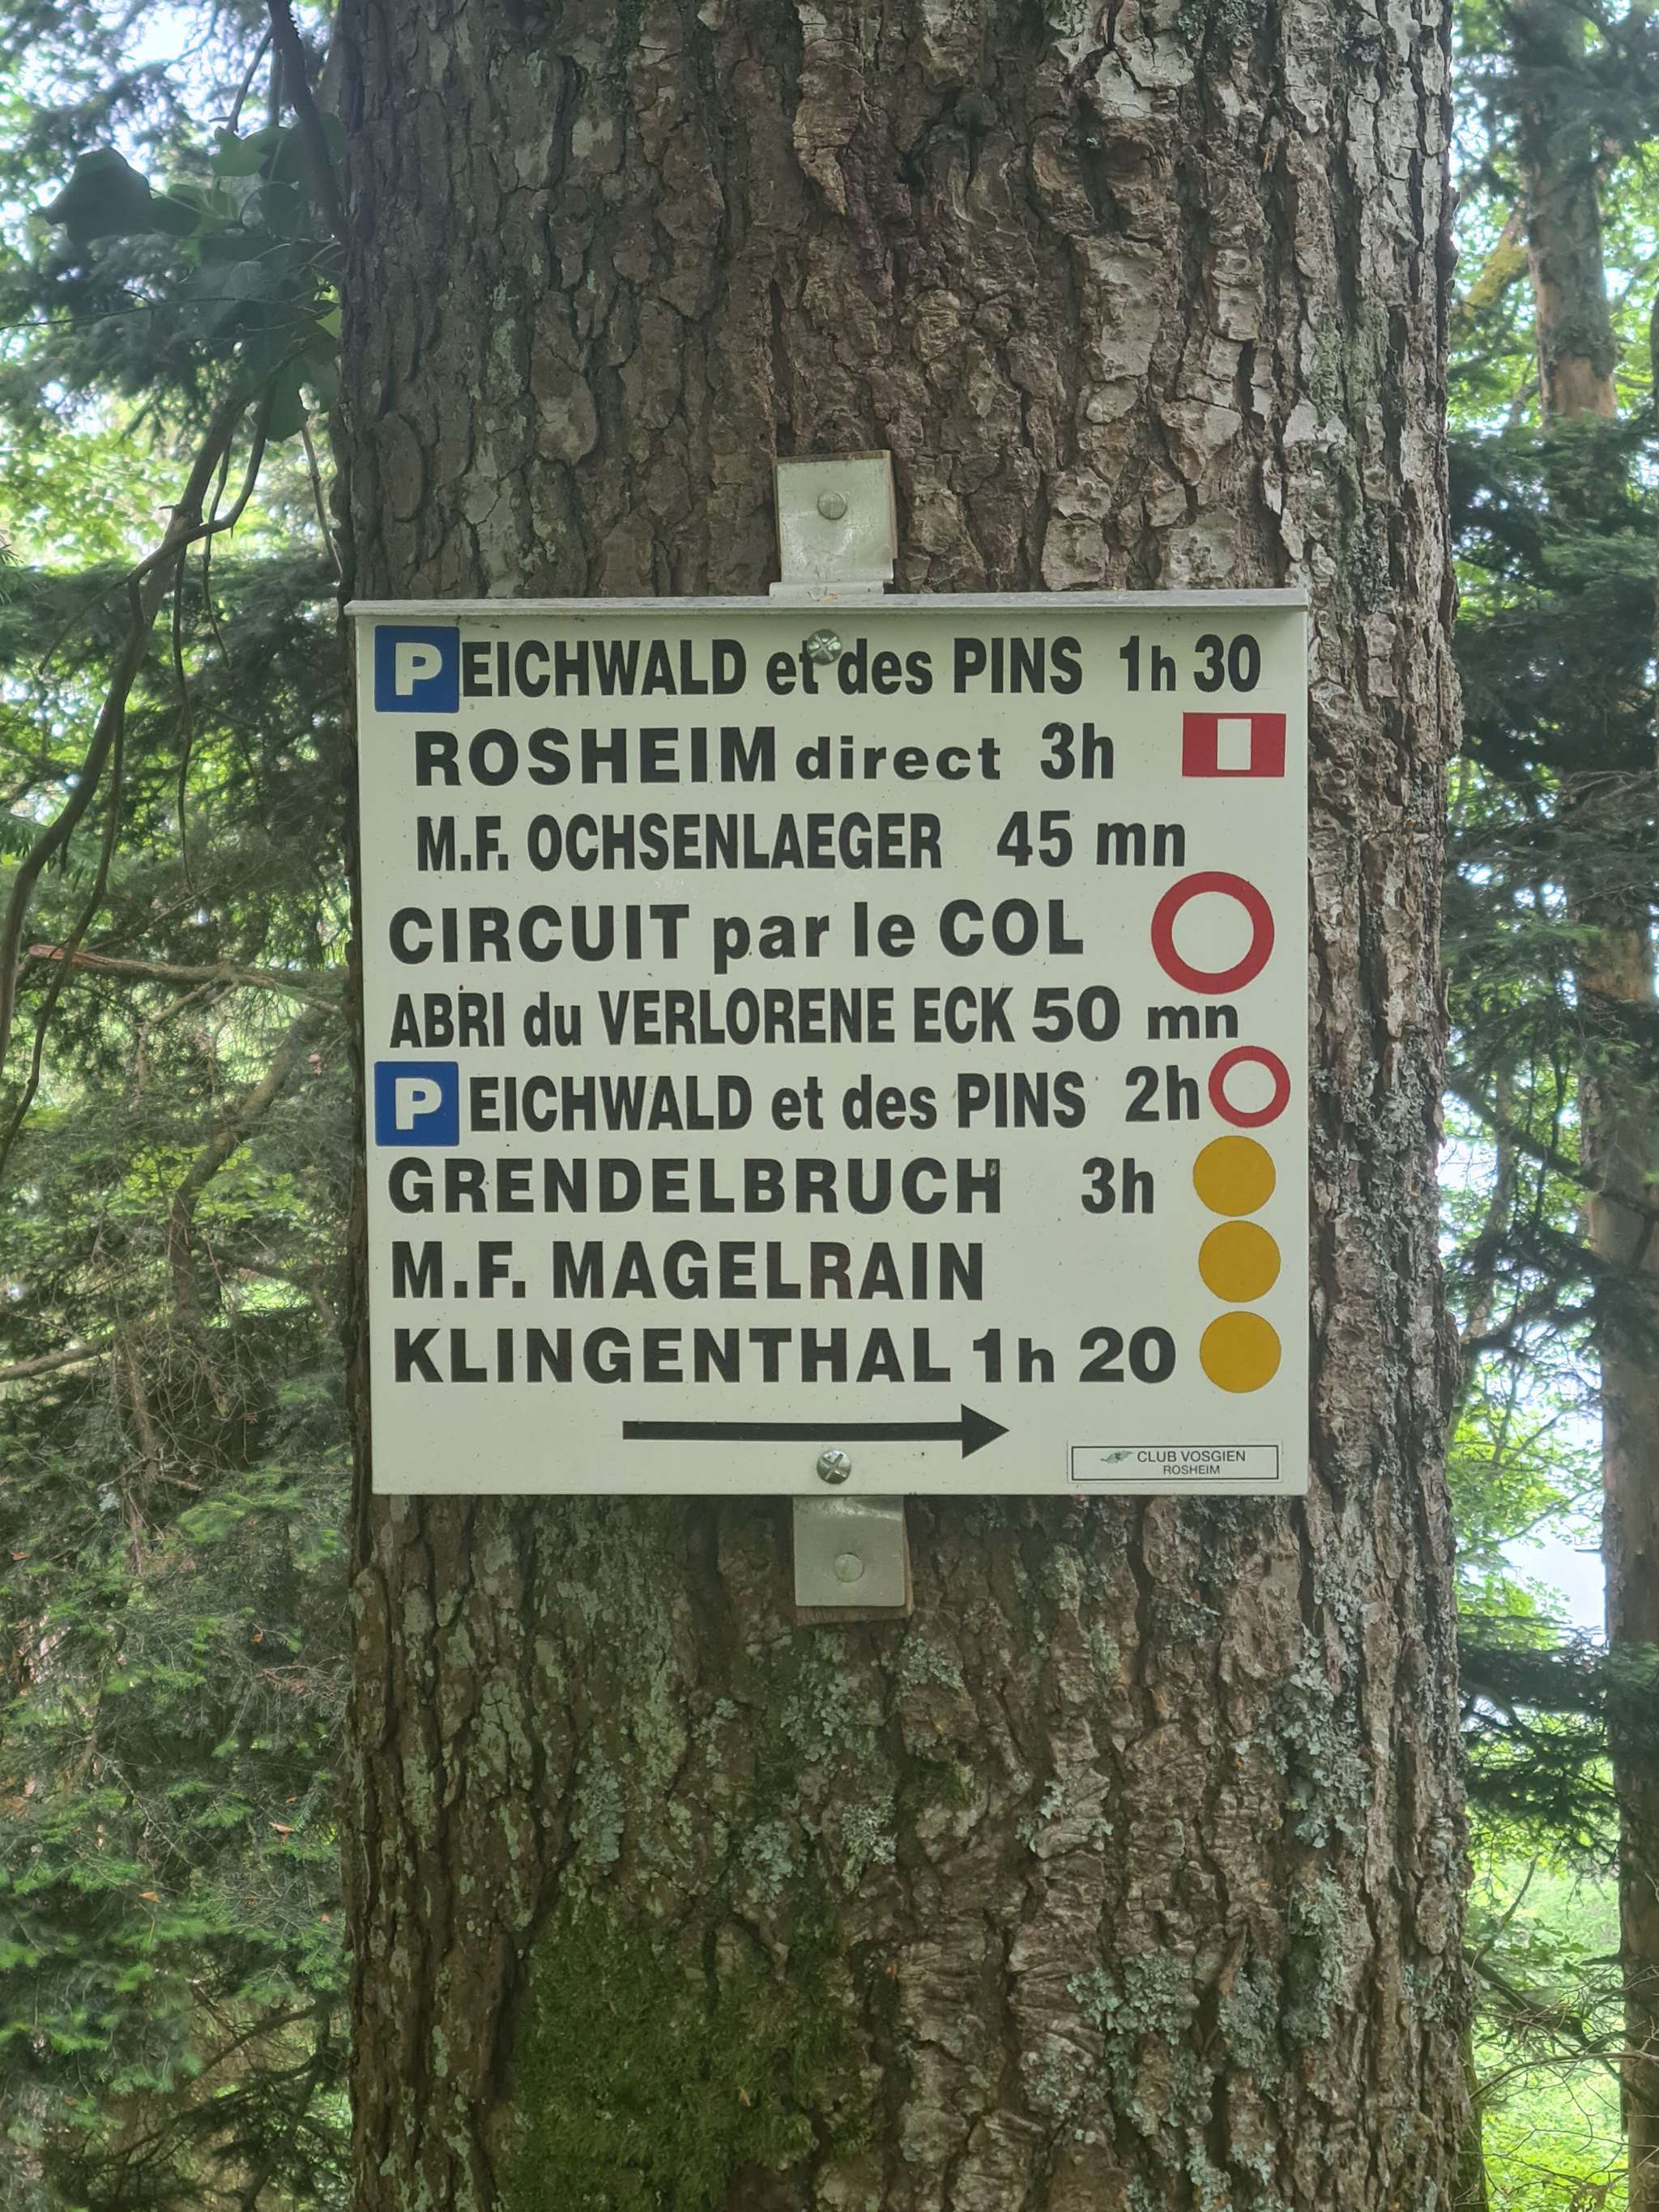 P EICHWALD et des PINS 1h 30
ROSHEIM direct 3h
M.F. OCHSENLAEGER 45 mn
CIRCUIT par le COL
ABRI du VERLORENE ECK 50 mn
P EICHWALD et des PINS 2h
GRENDELBRUCH 3h
M.F. MAGELRAIN
KLINGENTHAL 1h 20
CLUB VOSGIEN
ROSHEIM